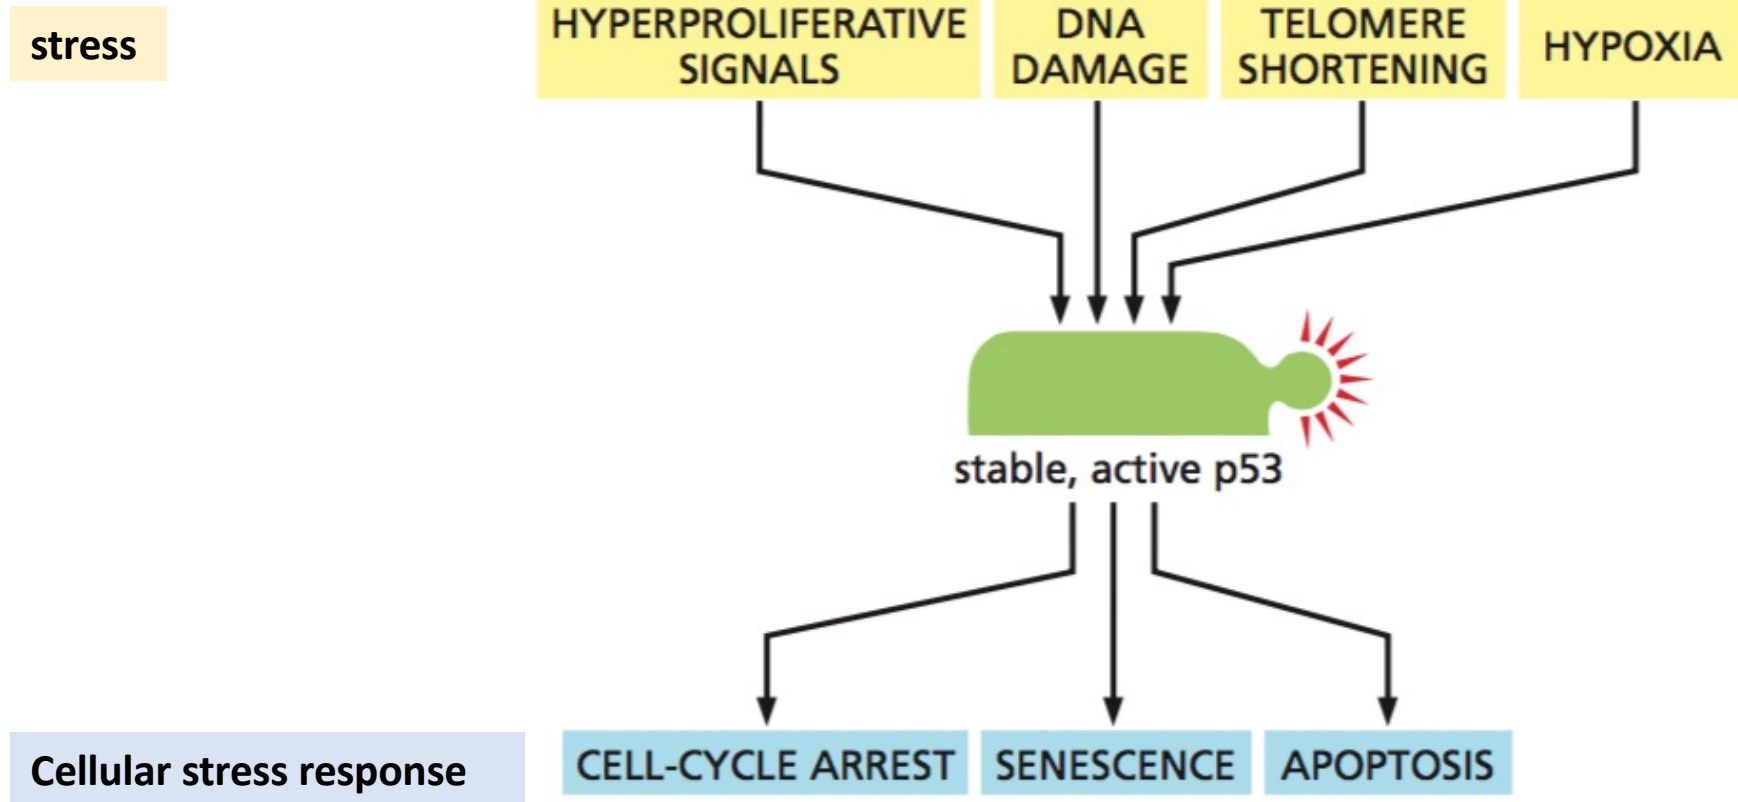 stress
HYPERPROLIFERATIVE
SIGNALS
DNA
DAMAGE
TELOMERE
SHORTENING
HYPOXIA
stable, active p53
Cellular stress response
CELL-CYCLE ARREST
SENESCENCE
APOPTOSIS